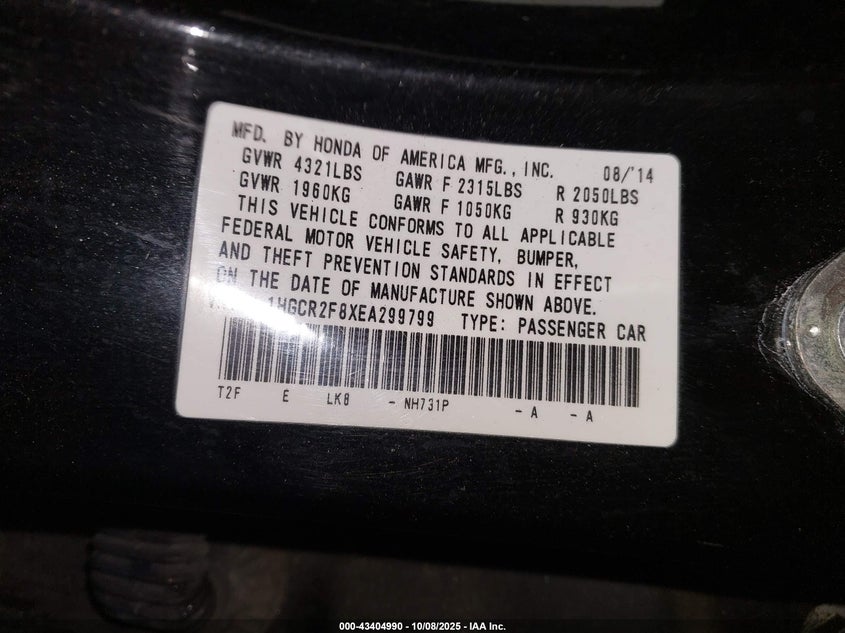 MFD. BY HONDA OF AMERICA MFG., INC. 08/'14
GVWR 4321LBS GAWR F 2315LBS R 2050LBS
GVWR 1960KG GAWR F 1050KG R 930KG
THIS VEHICLE CONFORMS TO ALL APPLICABLE
FEDERAL MOTOR VEHICLE SAFETY, BUMPER,
AND THEFT PREVENTION STANDARDS IN EFFECT
ON THE DATE OF MANUFACTURE SHOWN ABOVE.
1HGCR2F8XEA299799 TYPE: PASSENGER CAR
T2F E LK8 - NH731P - A - A
000-43404990 - 10/08/2025 - IAA Inc.